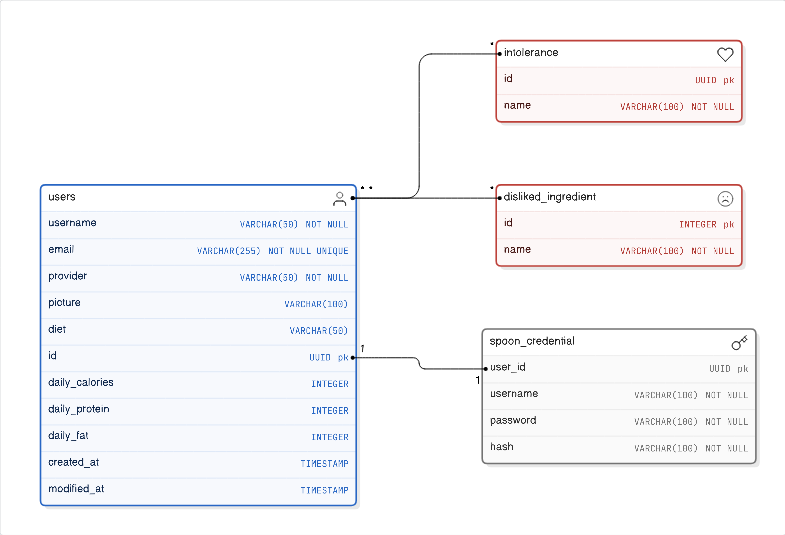 intolerance
id UUID pk
name VARCHAR(100) NOT NULL
users
username VARCHAR(50) NOT NULL
email VARCHAR(255) NOT NULL UNIQUE
provider VARCHAR(50) NOT NULL
picture VARCHAR(100)
diet VARCHAR(50)
id UUID pk
daily_calories INTEGER
daily_protein INTEGER
daily_fat INTEGER
created_at TIMESTAMP
modified_at TIMESTAMP
* *
*
*
disliked_ingredient
id INTEGER pk
name VARCHAR(100) NOT NULL
1
1
spoon_credential
user_id UUID pk
username VARCHAR(100) NOT NULL
password VARCHAR(100) NOT NULL
hash VARCHAR(100) NOT NULL